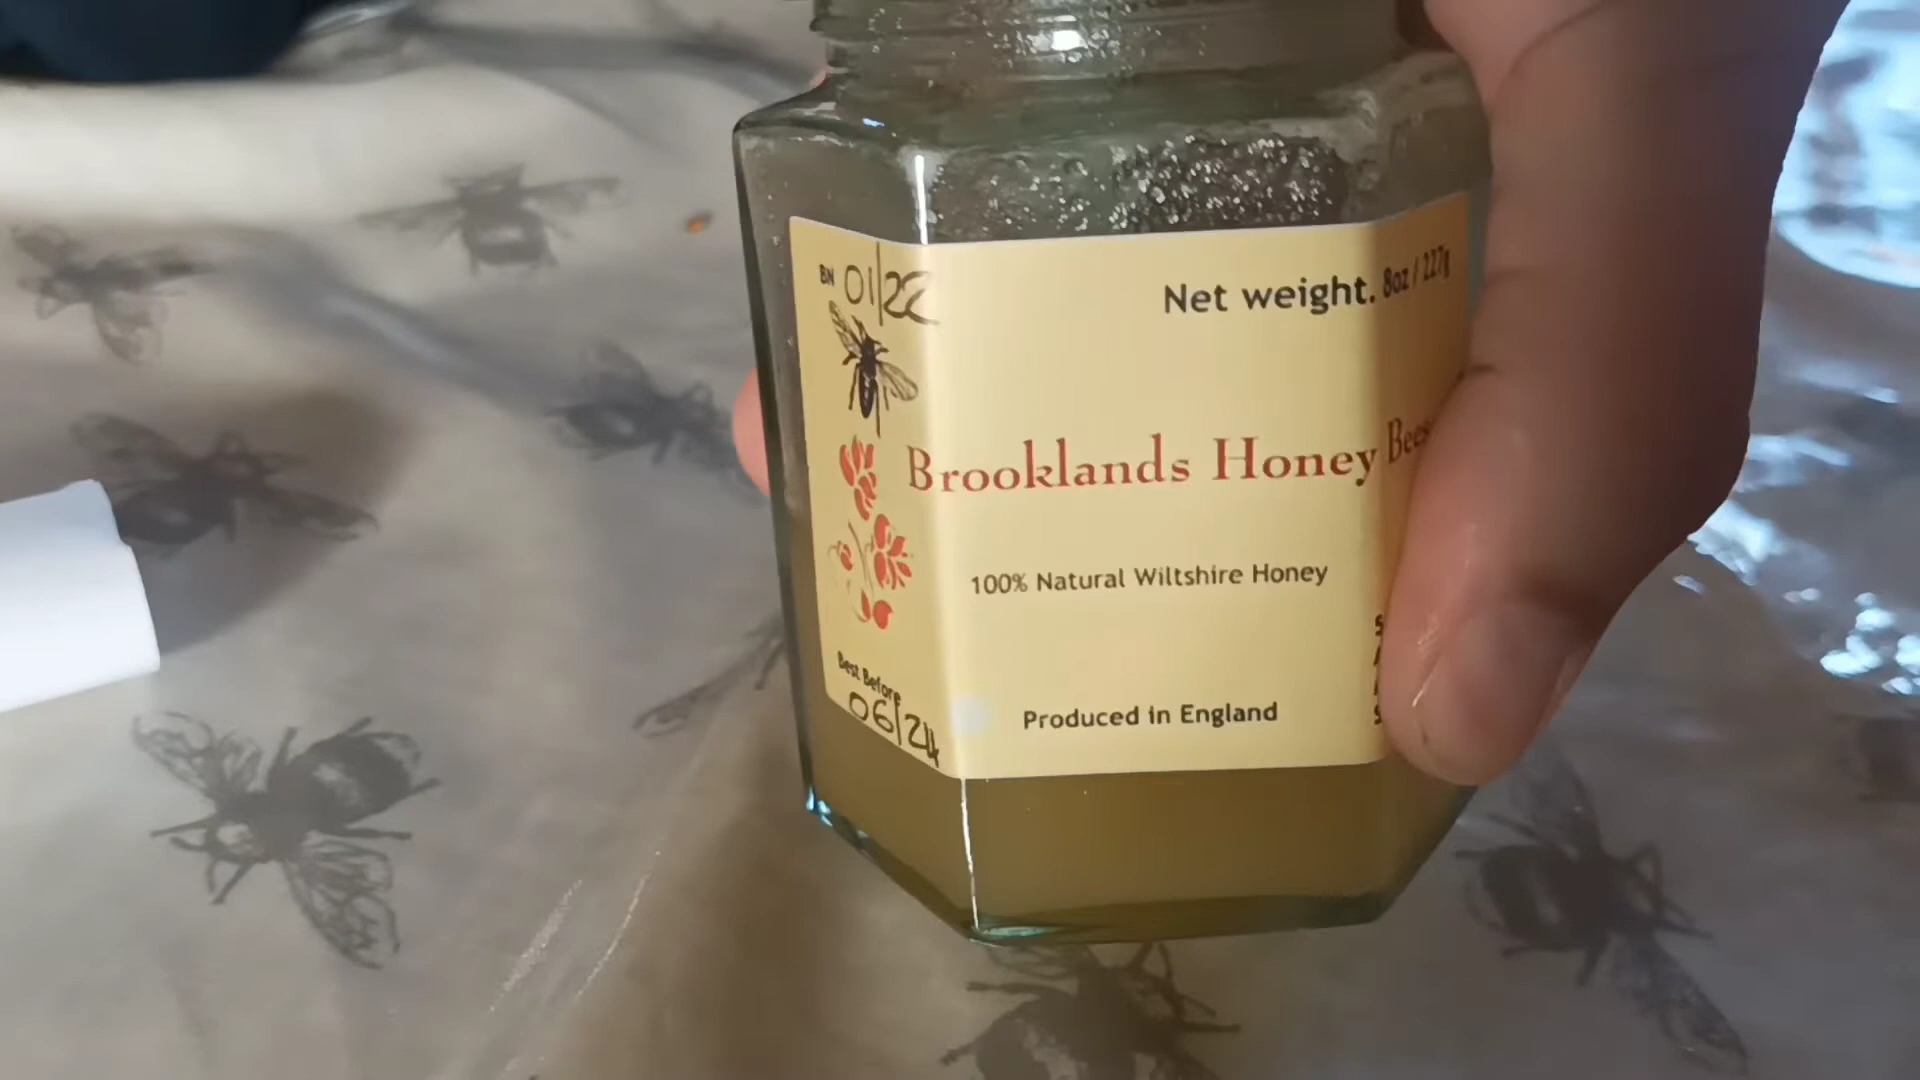 BN 01/22
Net weight. 8oz / 227g
Brooklands Honey Bees
100% Natural Wiltshire Honey
Best Before
06/24
Produced in England